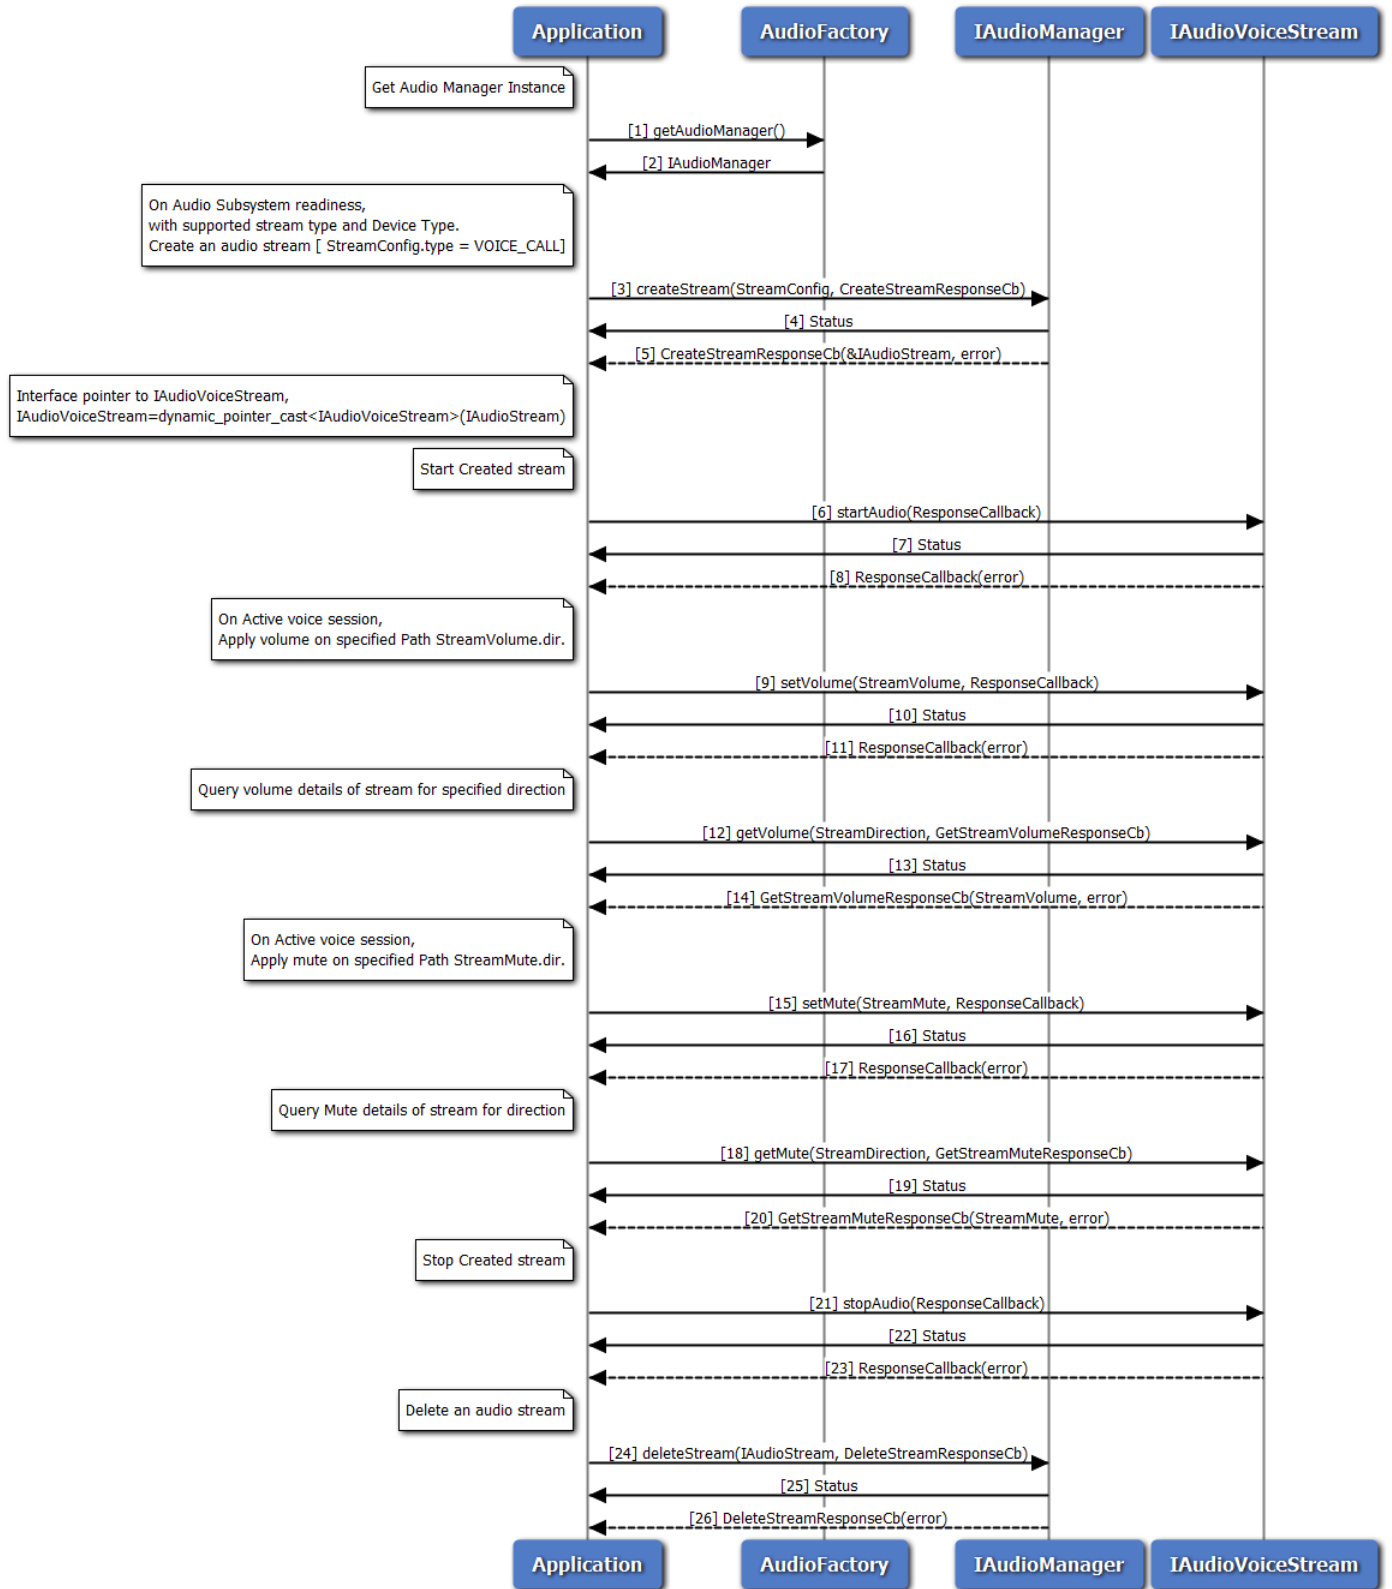 Application
AudioFactory
IAudioManager
IAudioVoiceStream
Get Audio Manager Instance
[1] getAudioManager()
[2] IAudioManager
On Audio Subsystem readiness,
with supported stream type and Device Type.
Create an audio stream [ StreamConfig.type = VOICE_CALL]
[3] createStream(StreamConfig, CreateStreamResponseCb)
[4] Status
[5] CreateStreamResponseCb(&IAudioStream, error)
Interface pointer to IAudioVoiceStream,
IAudioVoiceStream=dynamic_pointer_cast<IAudioVoiceStream>(IAudioStream)
Start Created stream
[6] startAudio(ResponseCallback)
[7] Status
[8] ResponseCallback(error)
On Active voice session,
Apply volume on specified Path StreamVolume.dir.
[9] setVolume(StreamVolume, ResponseCallback)
[10] Status
[11] ResponseCallback(error)
Query volume details of stream for specified direction
[12] getVolume(StreamDirection, GetStreamVolumeResponseCb)
[13] Status
[14] GetStreamVolumeResponseCb(StreamVolume, error)
On Active voice session,
Apply mute on specified Path StreamMute.dir.
[15] setMute(StreamMute, ResponseCallback)
[16] Status
[17] ResponseCallback(error)
Query Mute details of stream for direction
[18] getMute(StreamDirection, GetStreamMuteResponseCb)
[19] Status
[20] GetStreamMuteResponseCb(StreamMute, error)
Stop Created stream
[21] stopAudio(ResponseCallback)
[22] Status
[23] ResponseCallback(error)
Delete an audio stream
[24] deleteStream(IAudioStream, DeleteStreamResponseCb)
[25] Status
[26] DeleteStreamResponseCb(error)
Application
AudioFactory
IAudioManager
IAudioVoiceStream